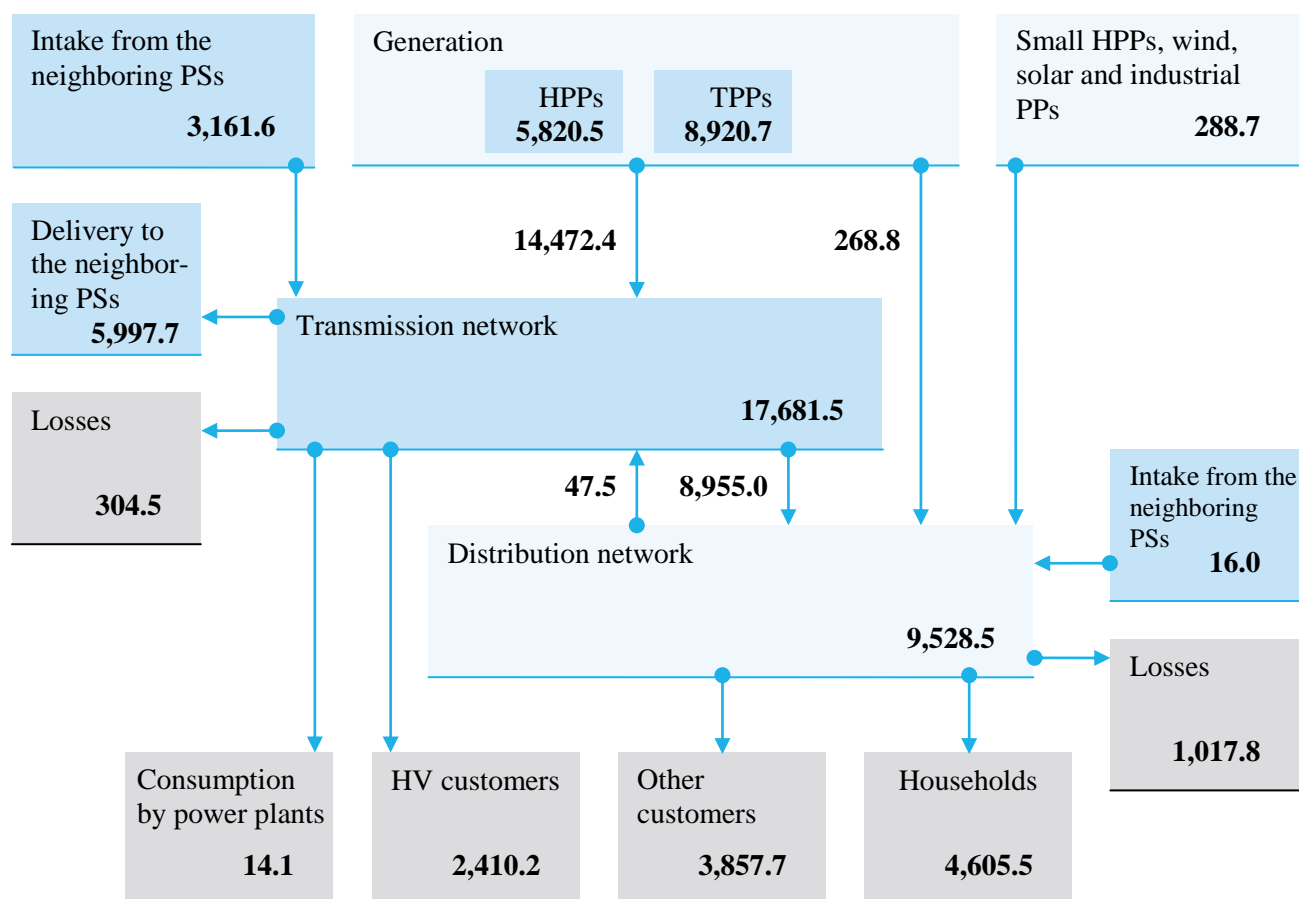 Intake from the
neighboring PSs
3,161.6
Generation
HPPs
5,820.5
TPPs
8,920.7
Small HPPs, wind,
solar and industrial
PPs
288.7
Delivery to
the neighbor-
ing PSs
5,997.7
14,472.4
268.8
Transmission network
17,681.5
Losses
304.5
47.5
8,955.0
Intake from the
neighboring
PSs
16.0
Distribution network
9,528.5
Losses
1,017.8
Consumption
by power plants
14.1
HV customers
2,410.2
Other
customers
3,857.7
Households
4,605.5